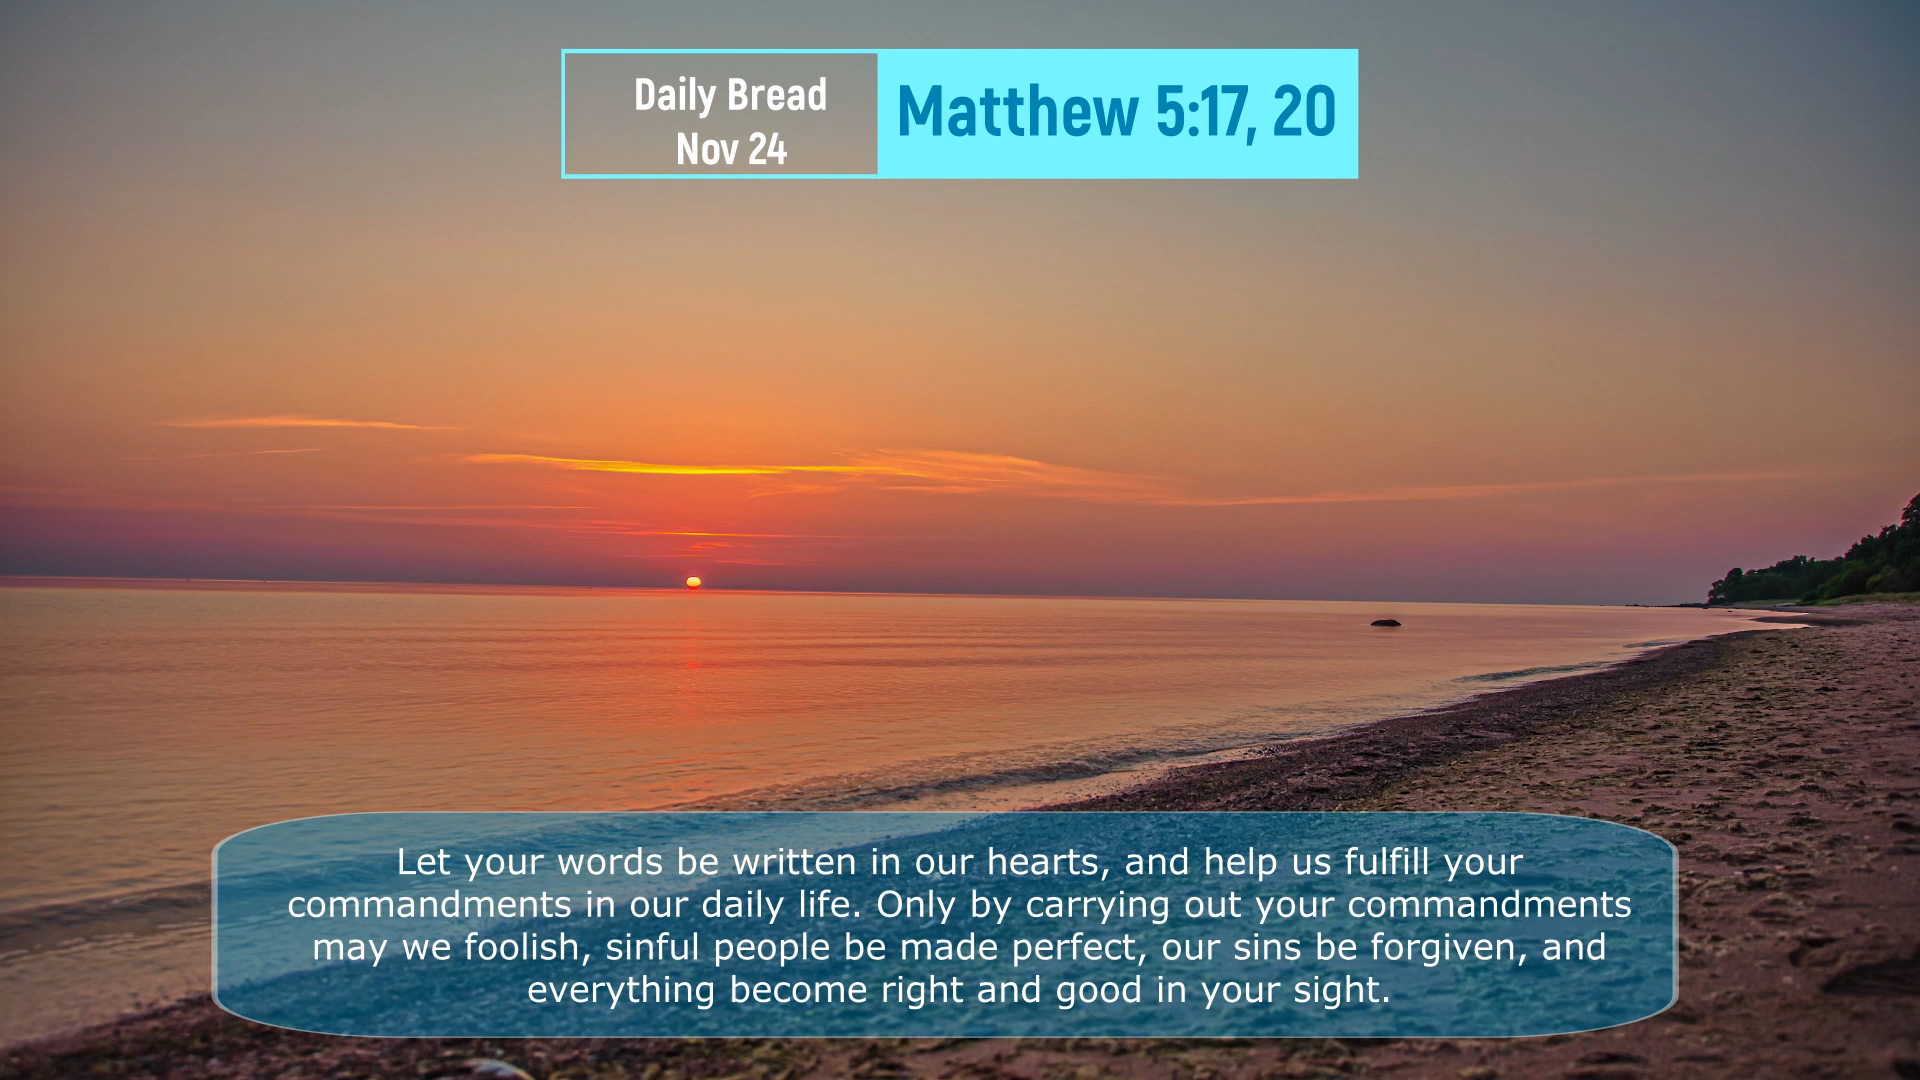 Daily Bread
Nov 24
Matthew 5:17, 20
Let your words be written in our hearts, and help us fulfill your
commandments in our daily life. Only by carrying out your commandments
may we foolish, sinful people be made perfect, our sins be forgiven, and
everything become right and good in your sight.